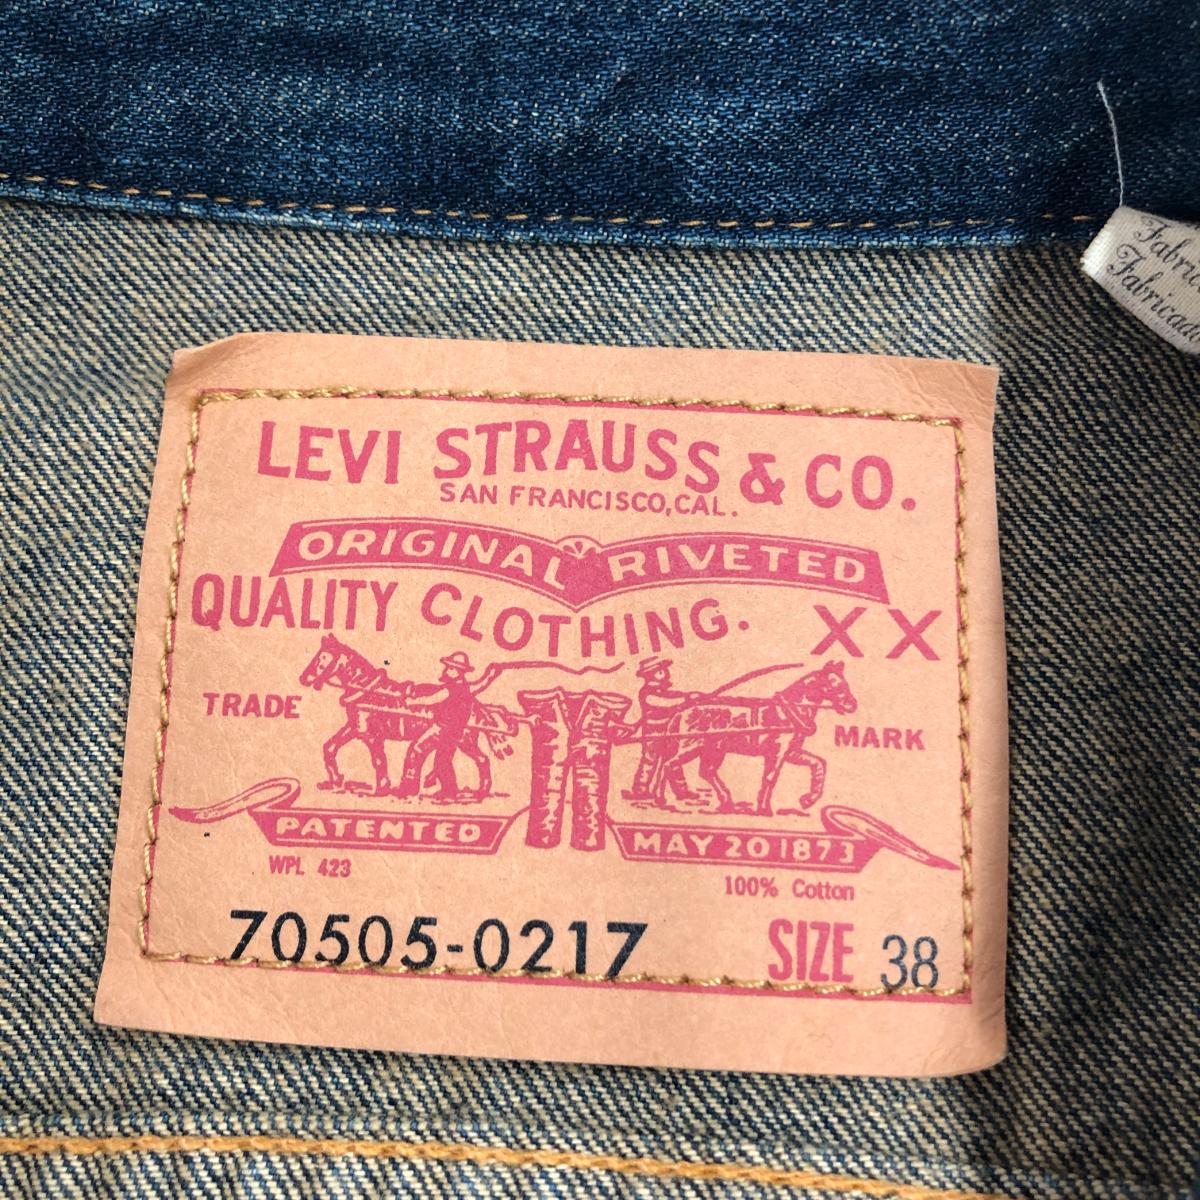 LEVI STRAUSS & CO.
SAN FRANCISCO, CAL.
ORIGINAL RIVETED
QUALITY CLOTHING. XX
TRADE MARK
PATENTED MAY 20 1873
WPL 423
100% Cotton
70505-0217 SIZE 38